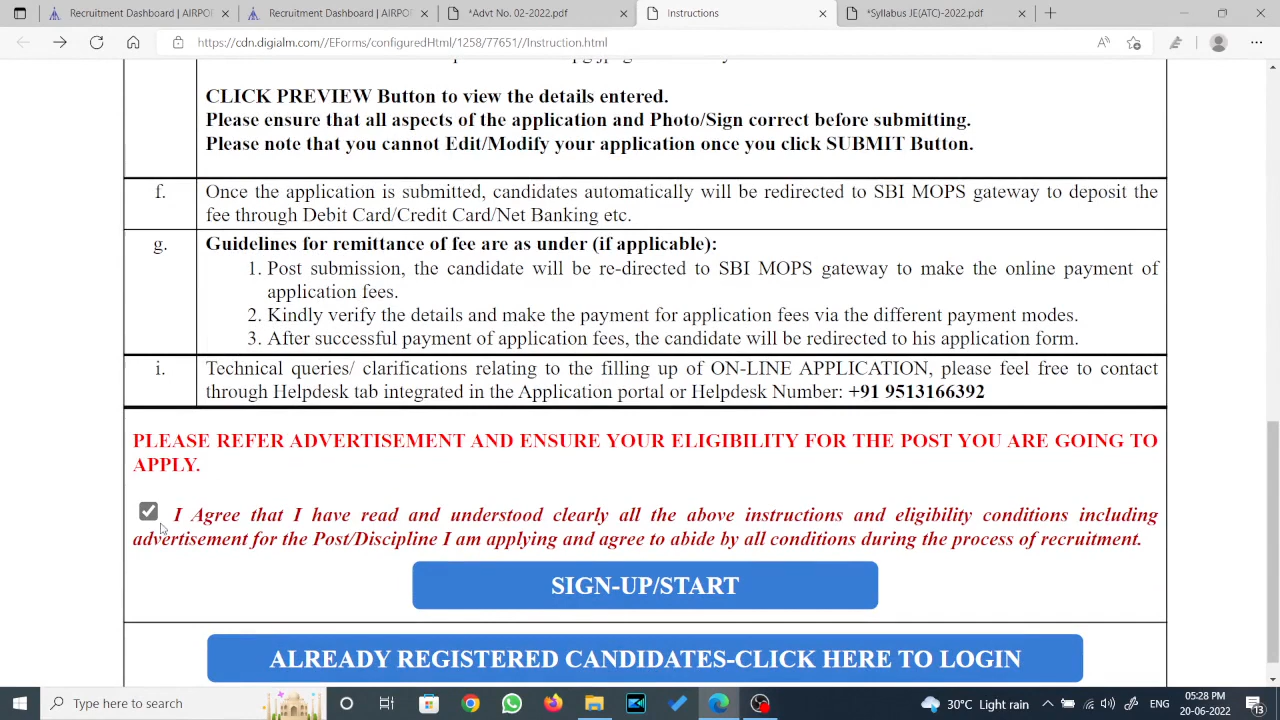 Recruitment Dashboard | AIRPOR
Recruitment Dashboard | AIRPOR
*Advt No. 02-2022.pdf
Instructions
*Syllabus JE(ATC)-2022.pdf
https://cdn.digialm.com//EForms/configuredHtml/1258/77651//Instruction.html
CLICK PREVIEW Button to view the details entered.
Please ensure that all aspects of the application and Photo/Sign correct before submitting.
Please note that you cannot Edit/Modify your application once you click SUBMIT Button.
f. Once the application is submitted, candidates automatically will be redirected to SBI MOPS gateway to deposit the
fee through Debit Card/Credit Card/Net Banking etc.
g. Guidelines for remittance of fee are as under (if applicable):
1. Post submission, the candidate will be re-directed to SBI MOPS gateway to make the online payment of
application fees.
2. Kindly verify the details and make the payment for application fees via the different payment modes.
3. After successful payment of application fees, the candidate will be redirected to his application form.
i. Technical queries/ clarifications relating to the filling up of ON-LINE APPLICATION, please feel free to contact
through Helpdesk tab integrated in the Application portal or Helpdesk Number: +91 9513166392
PLEASE REFER ADVERTISEMENT AND ENSURE YOUR ELIGIBILITY FOR THE POST YOU ARE GOING TO
APPLY.
I Agree that I have read and understood clearly all the above instructions and eligibility conditions including
advertisement for the Post/Discipline I am applying and agree to abide by all conditions during the process of recruitment.
SIGN-UP/START
ALREADY REGISTERED CANDIDATES-CLICK HERE TO LOGIN
Type here to search
30°C Light rain
ENG
05:28 PM
20-06-2022
13